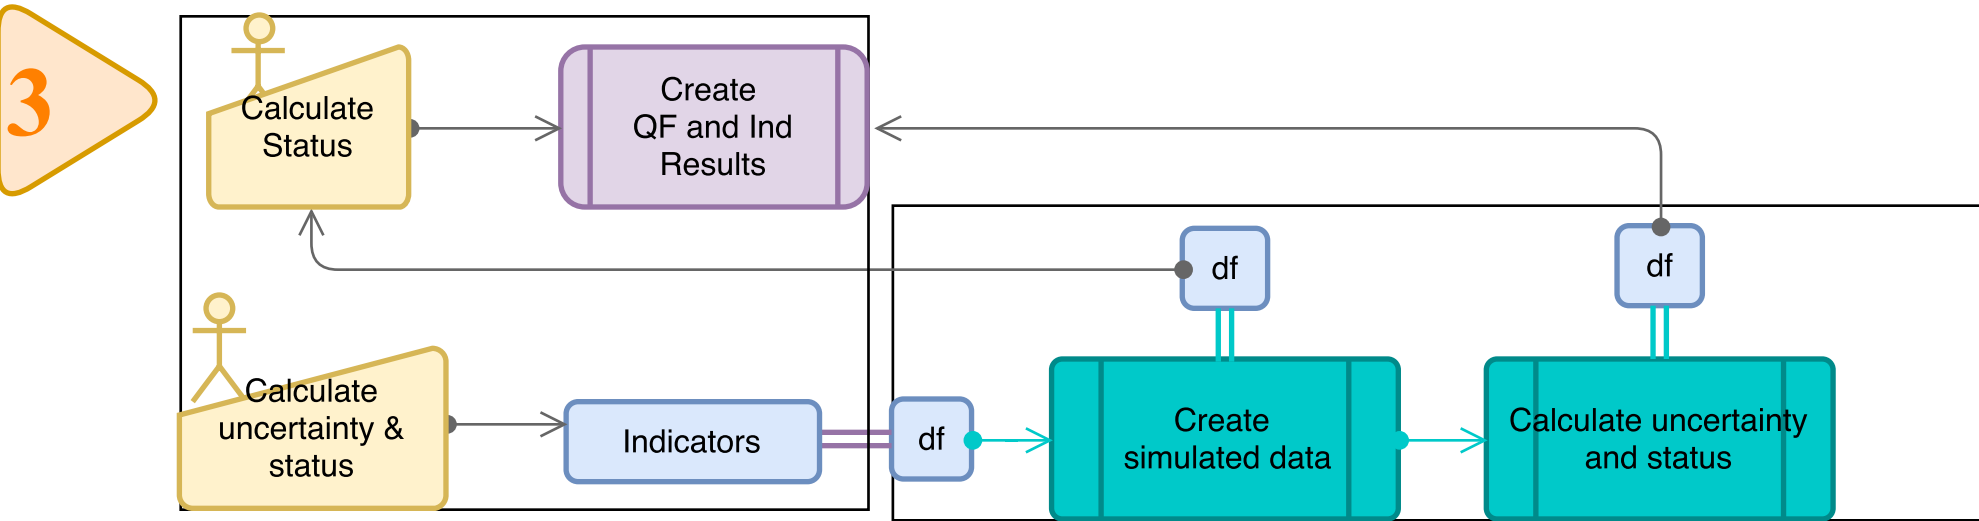 3
Calculate
Status
Create
QF and Ind
Results
df
df
Calculate
uncertainty &
status
Indicators
df
Create
simulated data
Calculate uncertainty
and status